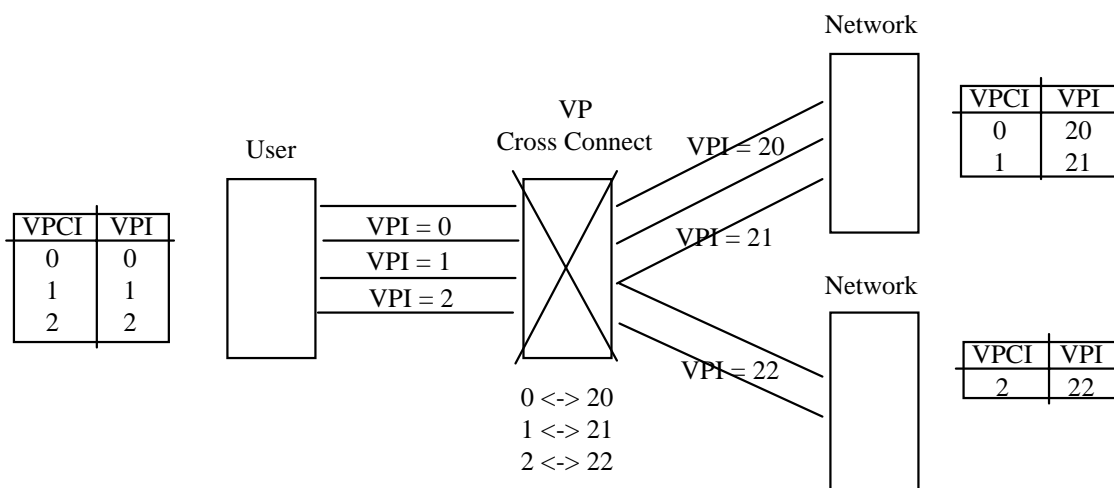 Network
VP
Cross Connect
User
VPCI VPI
0 20
1 21
VPI = 20
VPI = 21
VPCI VPI
0 0
1 1
2 2
VPI = 0
VPI = 1
VPI = 2
Network
VPI = 22
VPCI VPI
2 22
0 <-> 20
1 <-> 21
2 <-> 22